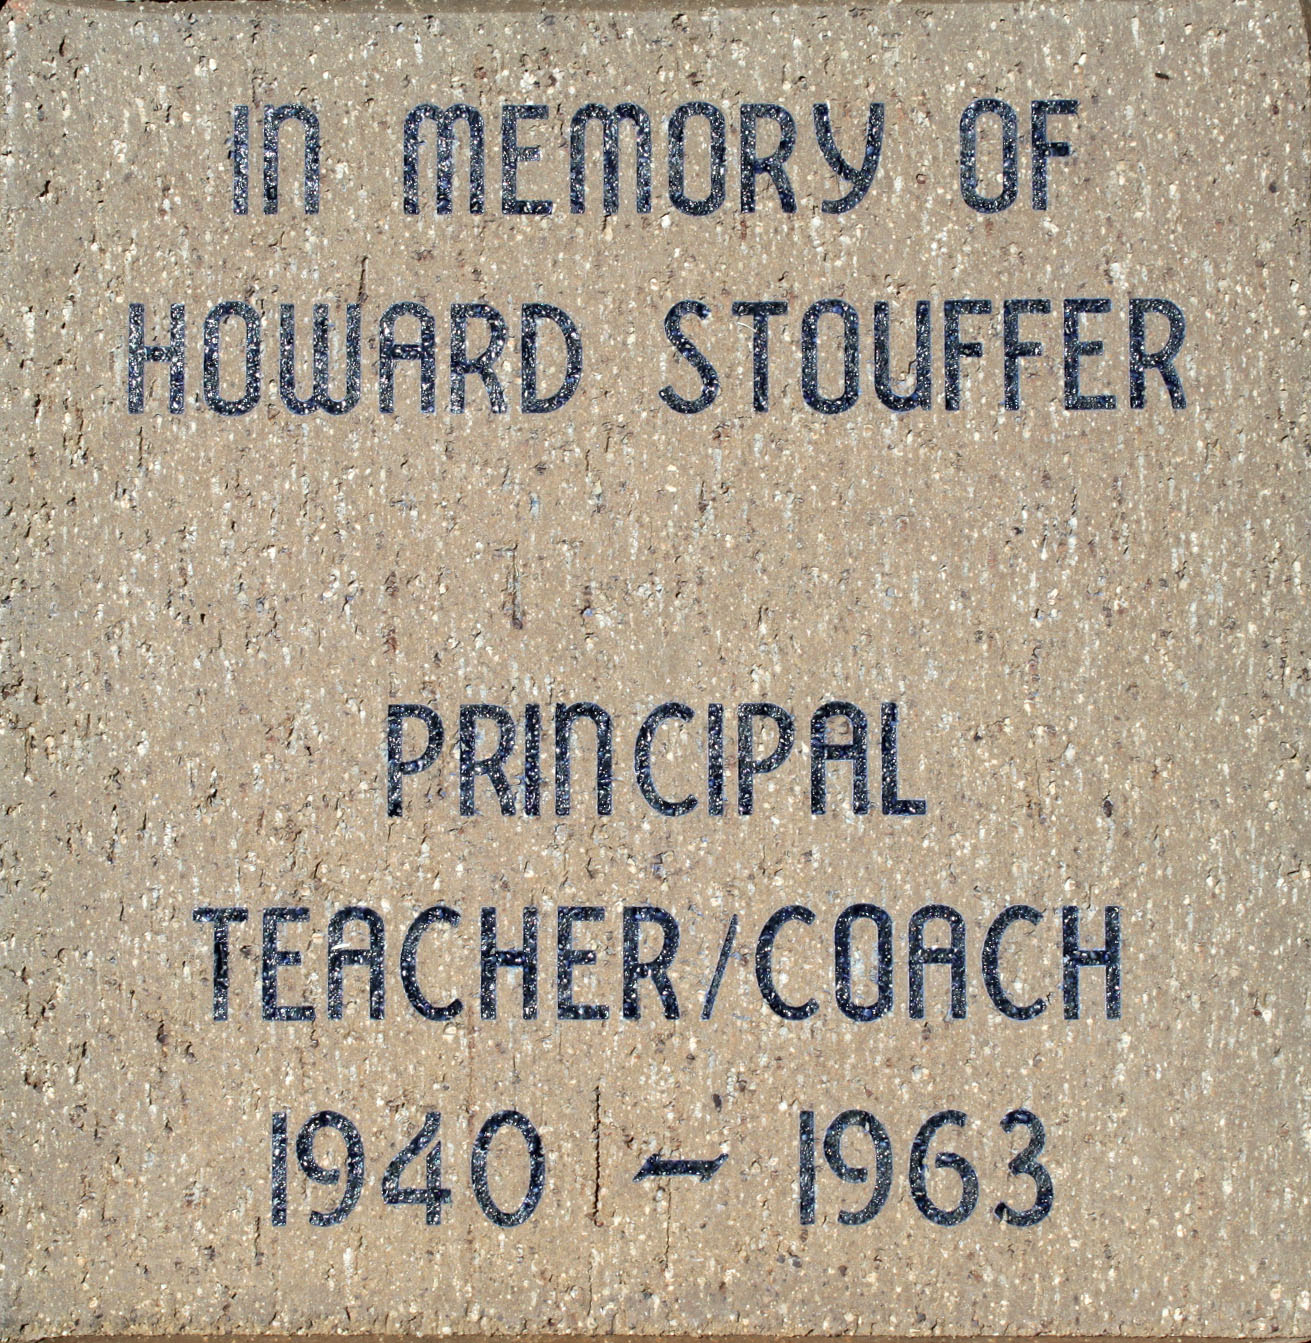 IN MEMORY OF
HOWARD STOUFFER
PRINCIPAL
TEACHER/COACH
1940 - 1963